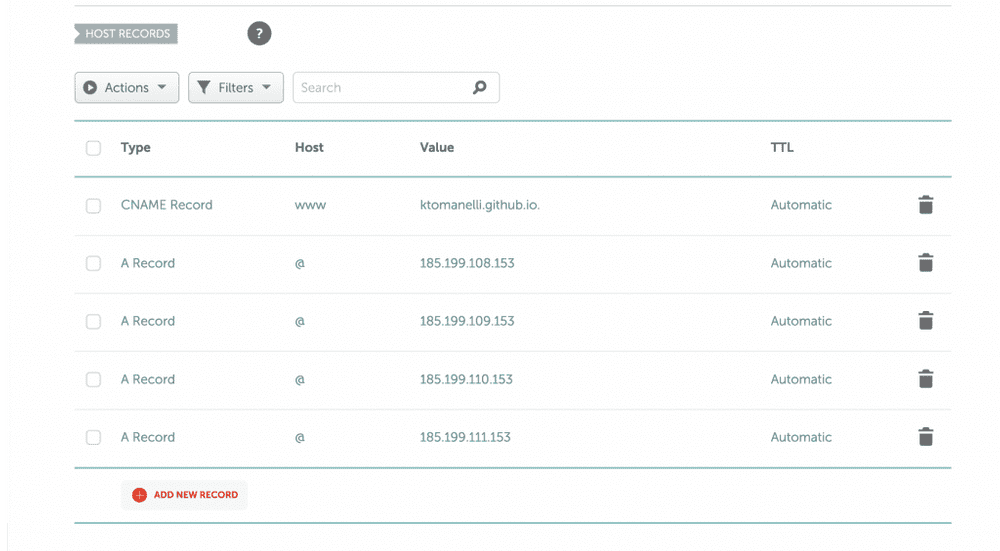 HOST RECORDS ?
Actions Filters Search
Type Host Value TTL
CNAME Record www ktomanelli.github.io. Automatic
A Record @ 185.199.108.153 Automatic
A Record @ 185.199.109.153 Automatic
A Record @ 185.199.110.153 Automatic
A Record @ 185.199.111.153 Automatic
ADD NEW RECORD